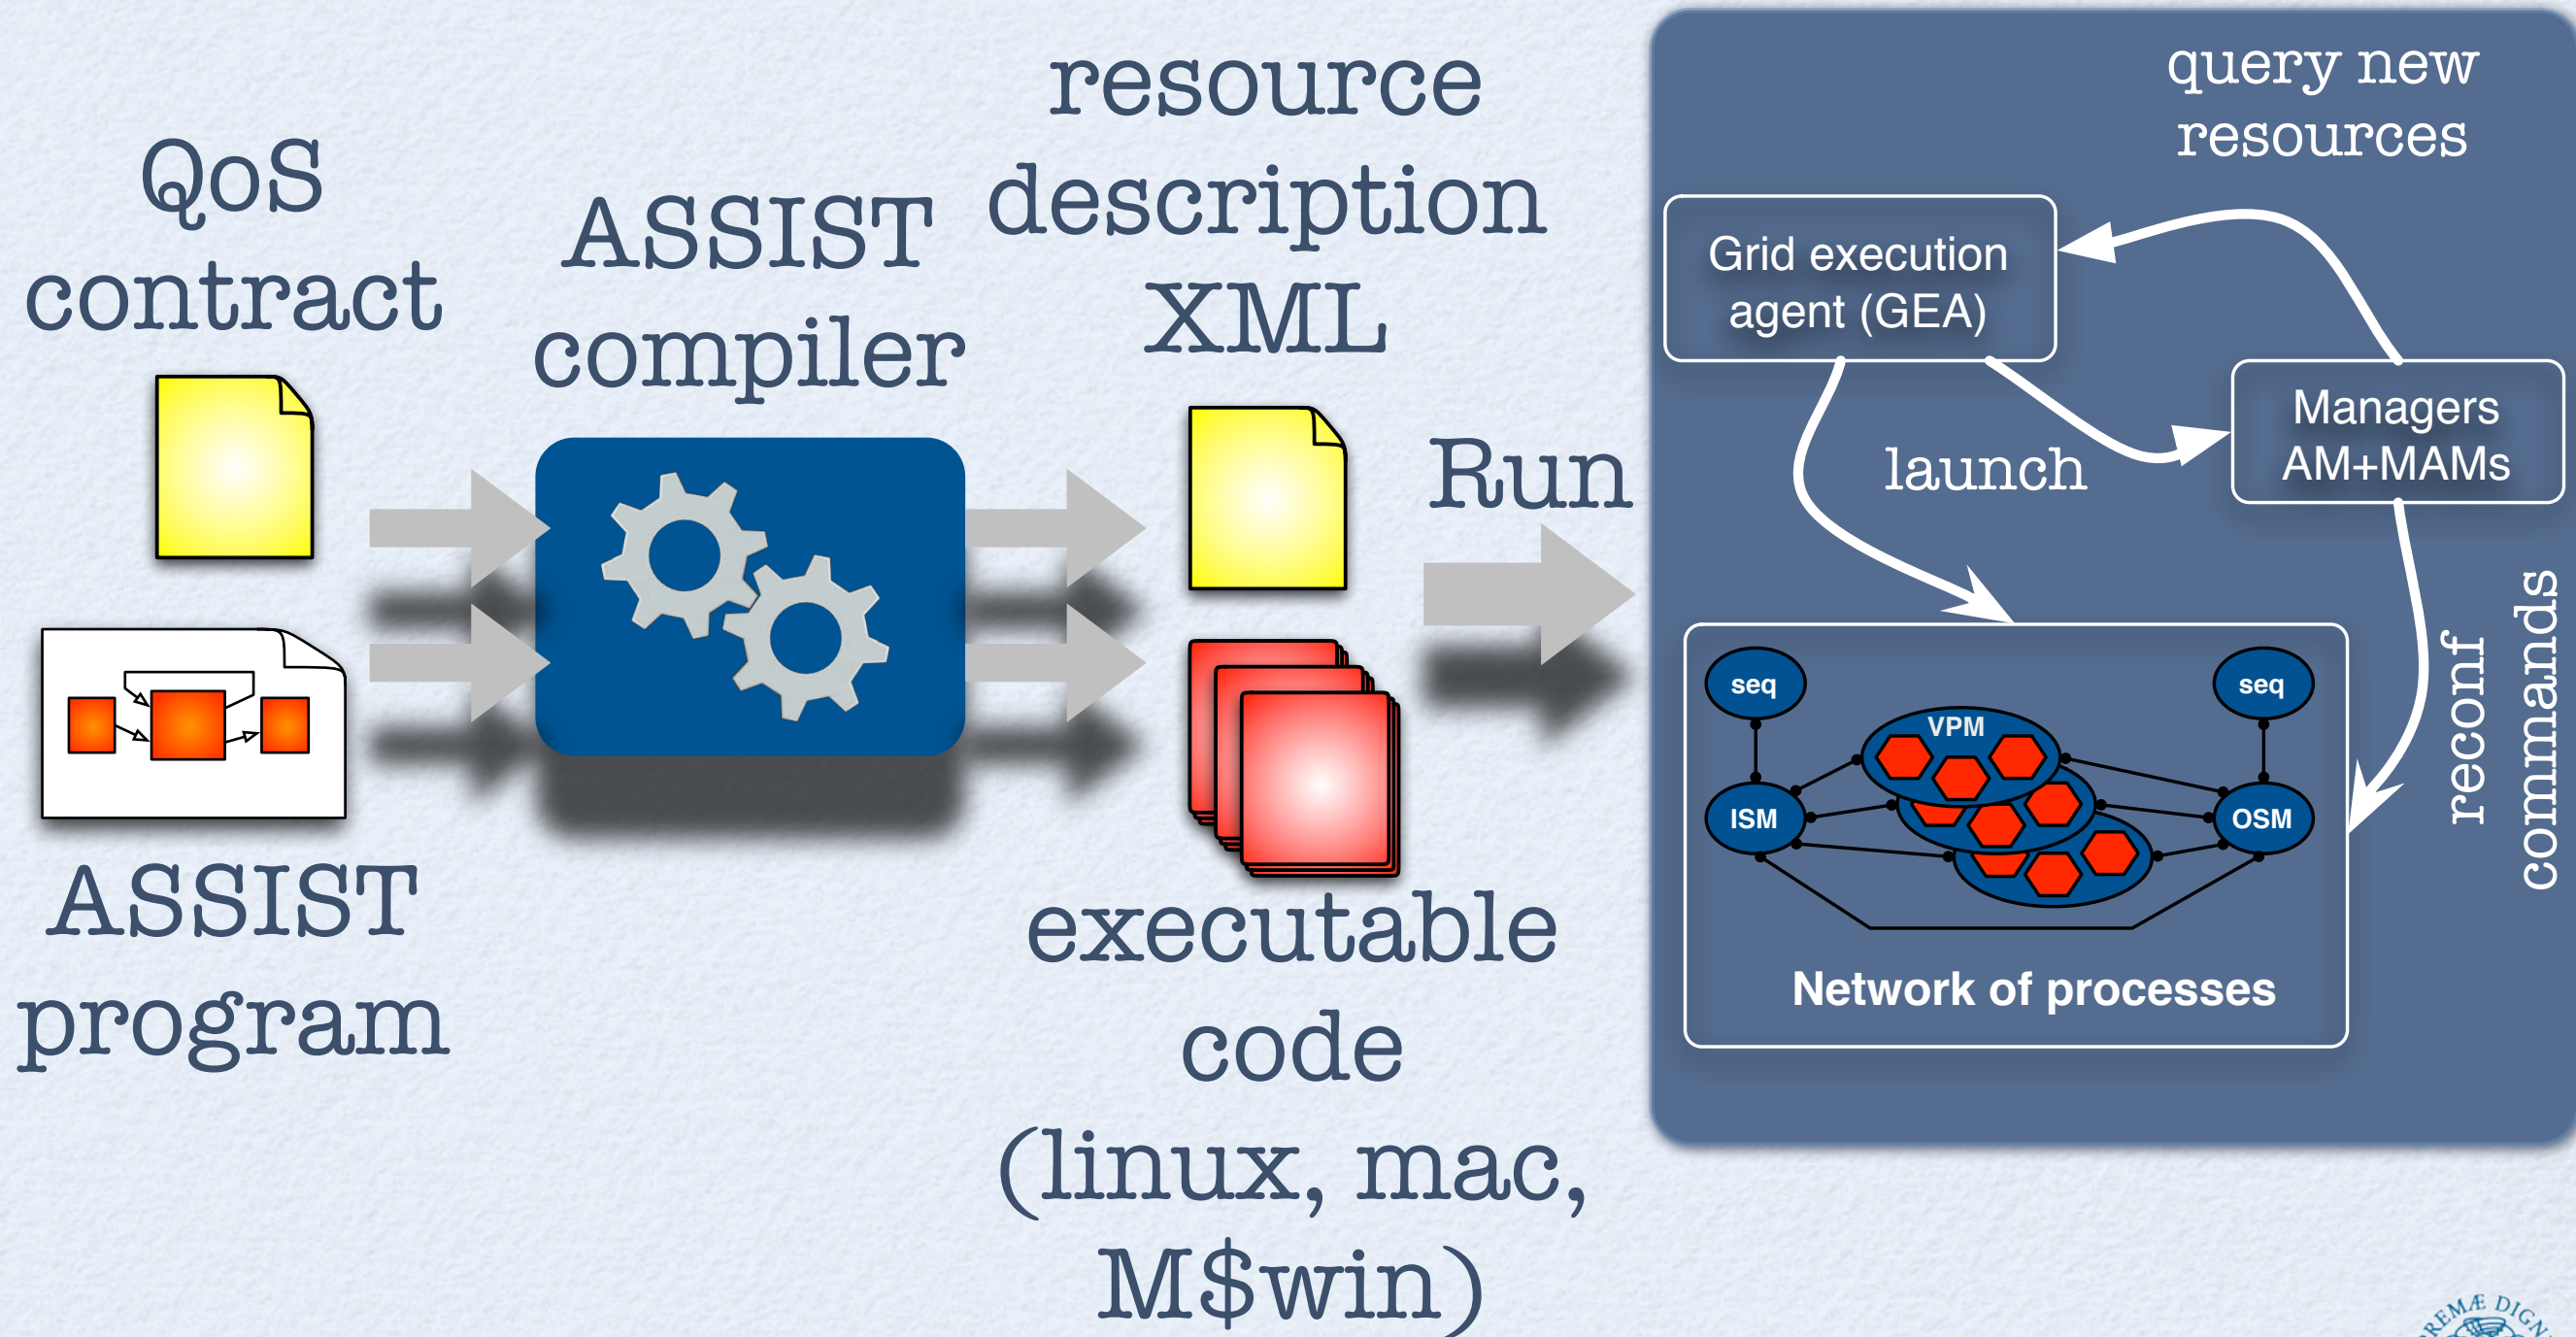 QoS
contract
ASSIST
program
ASSIST
compiler
resource
description
XML
executable
code
(linux, mac,
M$win)
Run
query new
resources
Grid execution
agent (GEA)
launch
Managers
AM+MAMs
reconf
commands
seq
seq
VPM
ISM
OSM
Network of processes